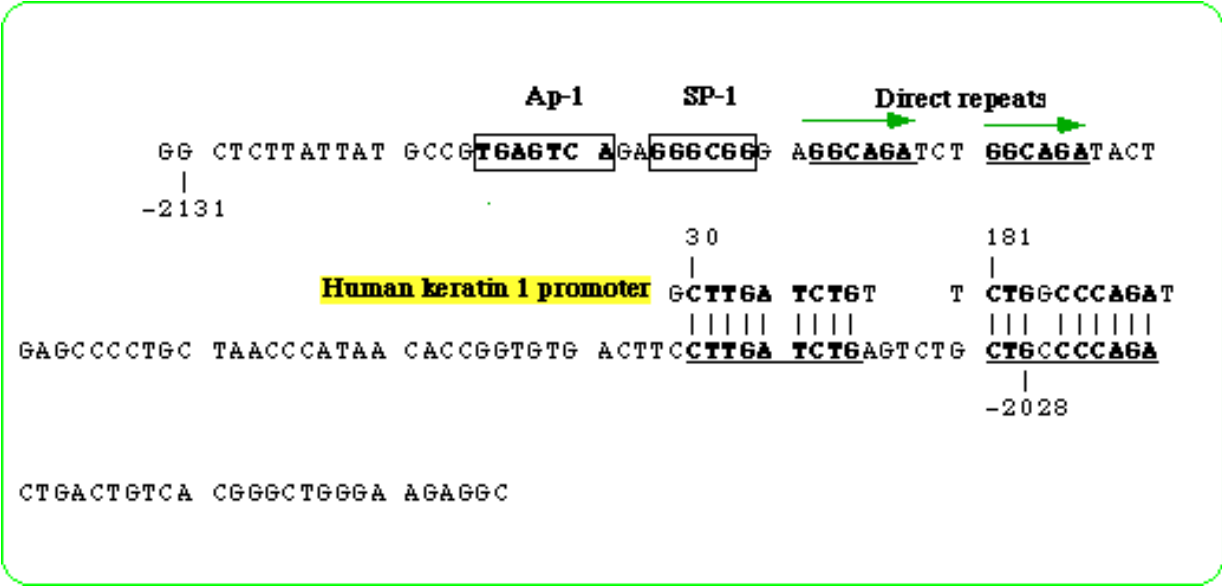 Ap-1 SP-1 Direct repeats
GG CTCTTATTAT GCCGTGAGTC AGAGGGCGGG AGGCAGATCT GGCAGATACT
-2131
30 181
Human keratin 1 promoter GCTTGA TCTGT T CTGGCCCAGAT
GAGCCCCTGC TAACCCATAA CACCGGTGTG ACTTCCTTGA TCTGAGTCTG CTGCCCCAGA
-2028
CTGACTGTCA CGGGCTGGGA AGAGGC